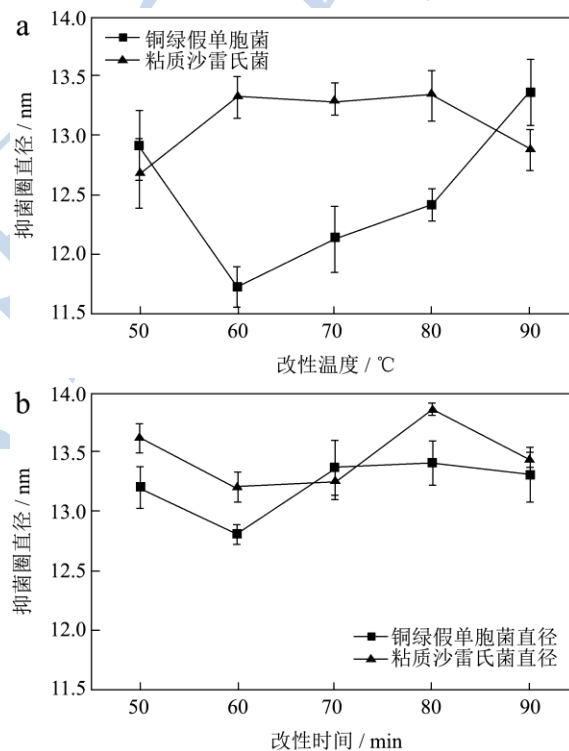 a
14.0
13.5
13.0
12.5
12.0
11.5
抑菌圈直径 / nm
铜绿假单胞菌
粘质沙雷氏菌
50 60 70 80 90
改性温度 / ℃
b
14.0
13.5
13.0
12.5
12.0
11.5
抑菌圈直径 / nm
铜绿假单胞菌直径
粘质沙雷氏菌直径
50 60 70 80 90
改性时间 / min